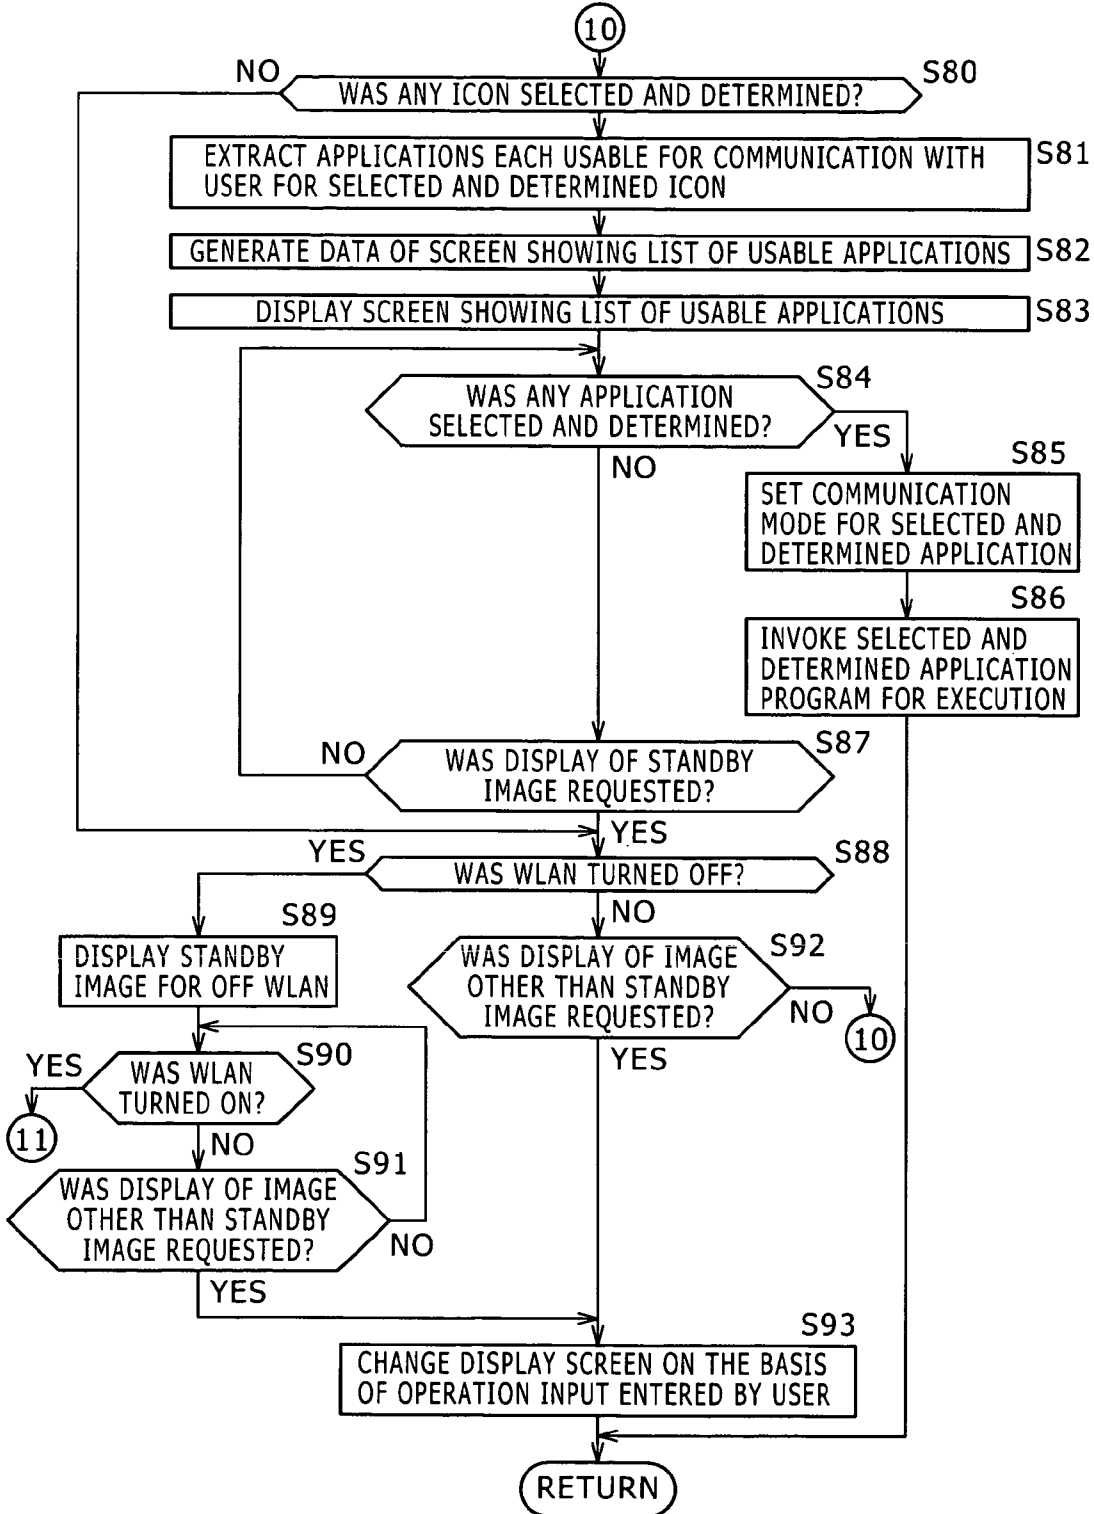 10
NO
S80
WAS ANY ICON SELECTED AND DETERMINED?
EXTRACT APPLICATIONS EACH USABLE FOR COMMUNICATION WITH
USER FOR SELECTED AND DETERMINED ICON
S81
GENERATE DATA OF SCREEN SHOWING LIST OF USABLE APPLICATIONS
S82
DISPLAY SCREEN SHOWING LIST OF USABLE APPLICATIONS
S83
S84
WAS ANY APPLICATION
SELECTED AND DETERMINED?
YES
NO
S85
SET COMMUNICATION
MODE FOR SELECTED AND
DETERMINED APPLICATION
S86
INVOKE SELECTED AND
DETERMINED APPLICATION
PROGRAM FOR EXECUTION
S87
NO
WAS DISPLAY OF STANDBY
IMAGE REQUESTED?
YES
YES
S88
WAS WLAN TURNED OFF?
NO
S89
DISPLAY STANDBY
IMAGE FOR OFF WLAN
S92
WAS DISPLAY OF IMAGE
OTHER THAN STANDBY
IMAGE REQUESTED?
NO
10
YES
S90
YES
WAS WLAN
TURNED ON?
11
NO
S91
WAS DISPLAY OF IMAGE
OTHER THAN STANDBY
IMAGE REQUESTED?
NO
YES
S93
CHANGE DISPLAY SCREEN ON THE BASIS
OF OPERATION INPUT ENTERED BY USER
RETURN